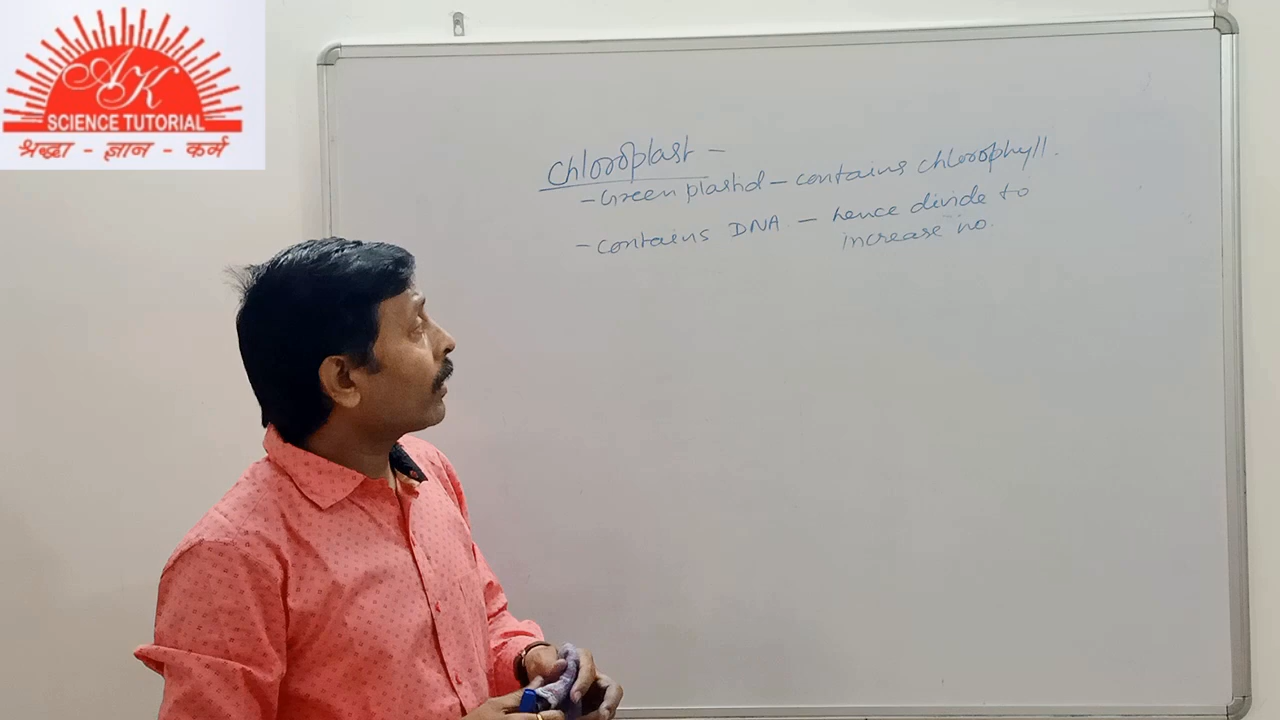 AK
SCIENCE TUTORIAL
श्रद्धा - ज्ञान - कर्म
Chloroplast -
- Green plastid - contains chlorophyll.
- contains DNA - hence divide to
increase no.